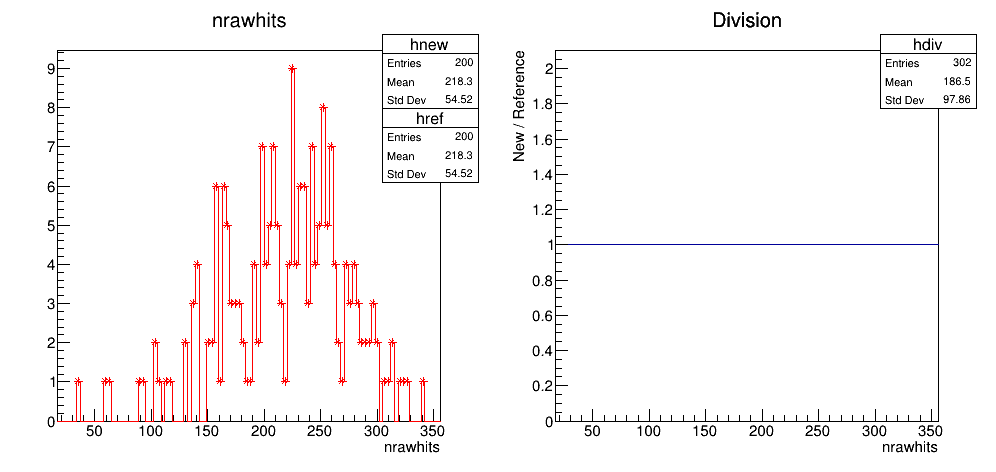 nrawhits
hnew
Entries 200
Mean 218.3
Std Dev 54.52
href
Entries 200
Mean 218.3
Std Dev 54.52
9
8
7
6
5
4
3
2
1
0
50 100 150 200 250 300 350
nrawhits
Division
hdiv
Entries 302
Mean 186.5
Std Dev 97.86
New / Reference
2
1.8
1.6
1.4
1.2
1
0.8
0.6
0.4
0.2
0
50 100 150 200 250 300 350
nrawhits